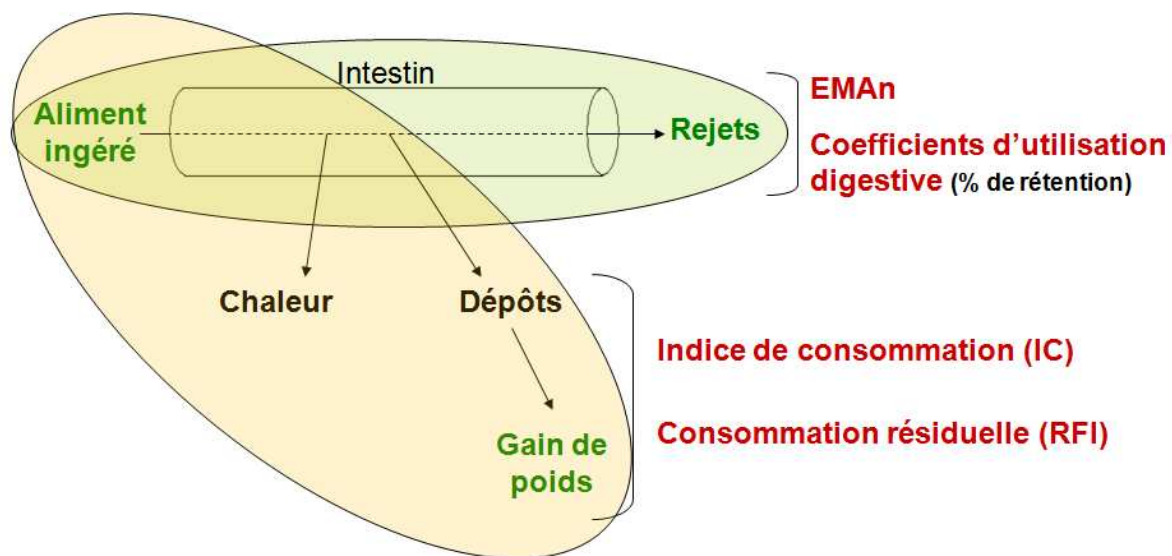 Intestin
Aliment
ingéré
Rejets
EMAn
Coefficients d’utilisation
digestive (% de rétention)
Chaleur
Dépôts
Indice de consommation (IC)
Consommation résiduelle (RFI)
Gain de
poids